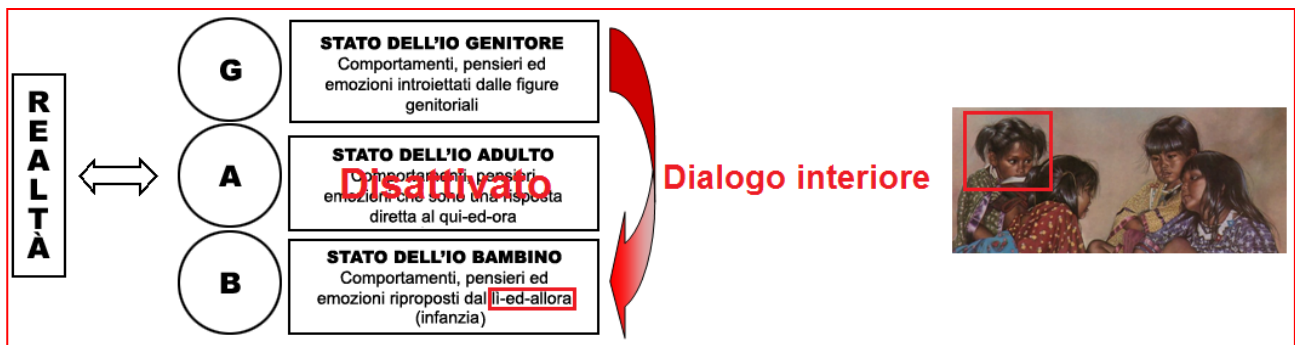 REALTÀ
G
STATO DELL'IO GENITORE
Comportamenti, pensieri ed
emozioni introiettati dalle figure
genitoriali
A
STATO DELL'IO ADULTO
Comportamenti, pensieri
emozioni che sono una risposta
diretta al qui-ed-ora
Disattivato
B
STATO DELL'IO BAMBINO
Comportamenti, pensieri ed
emozioni riproposti dal lì-ed-allora
(infanzia)
Dialogo interiore